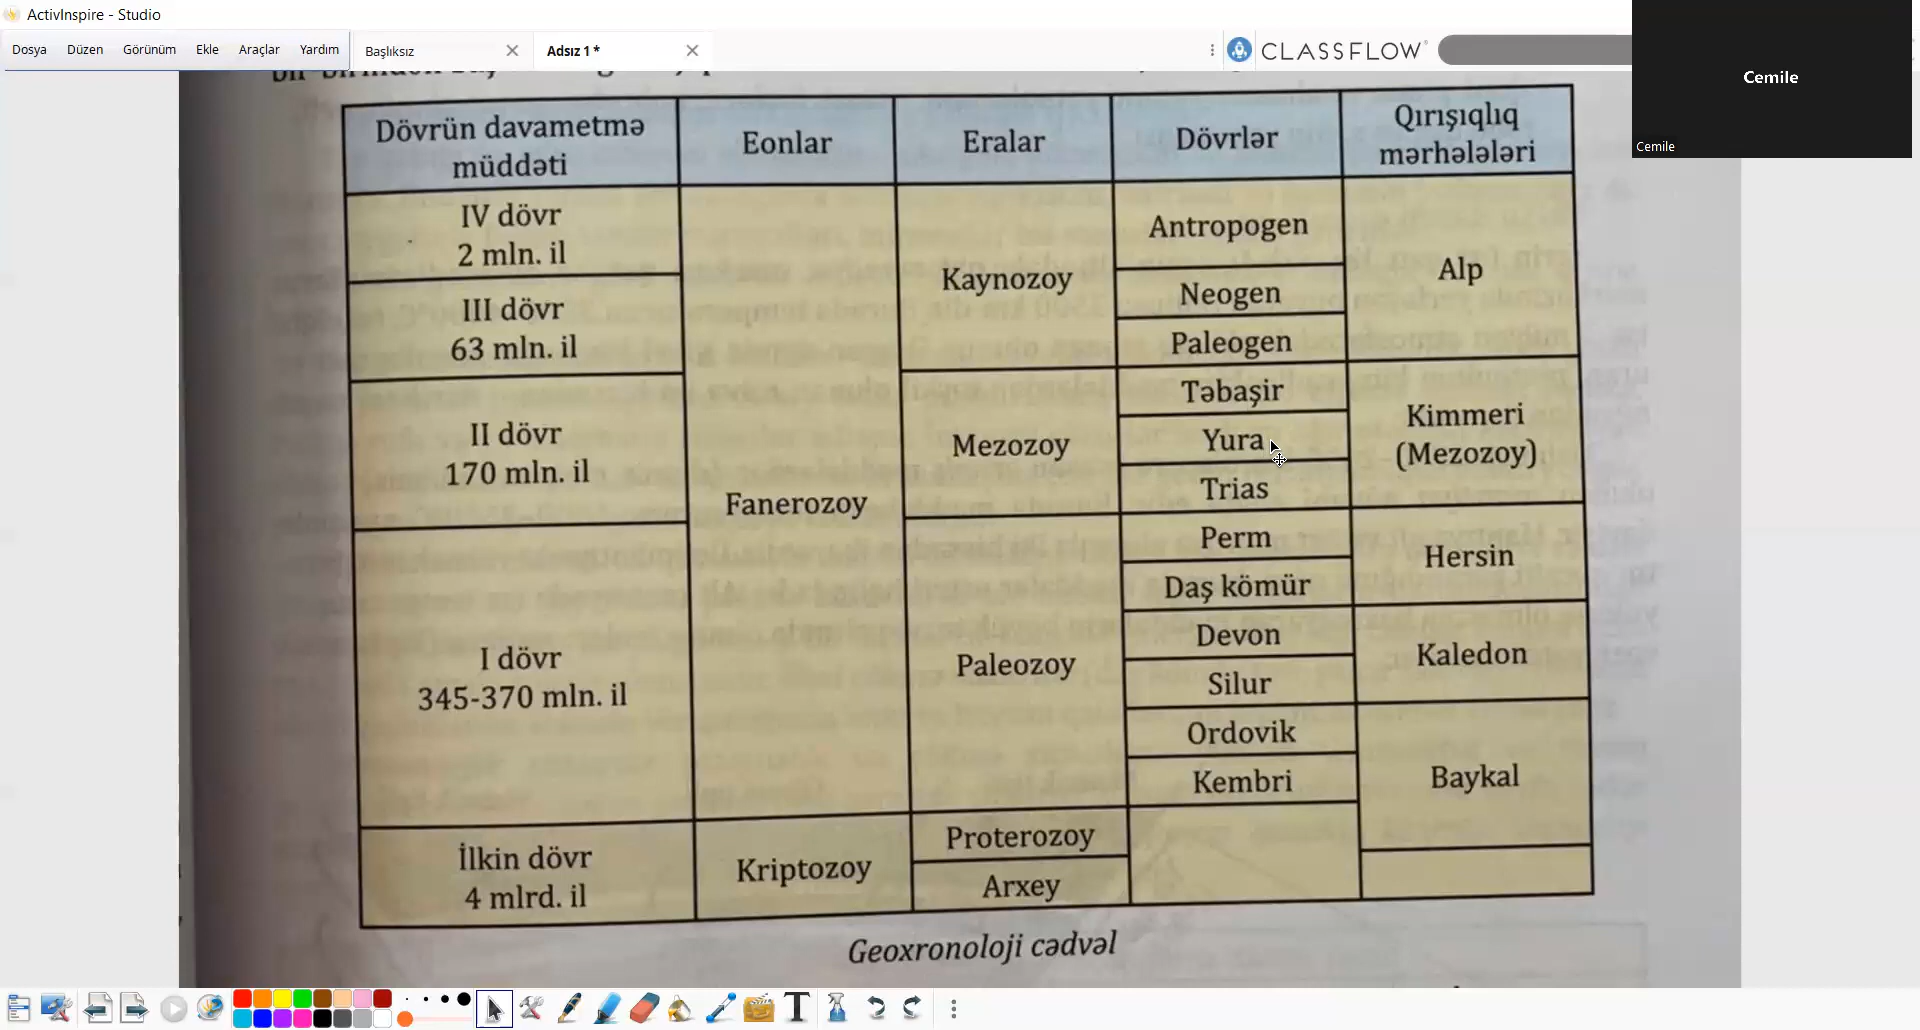 ActivInspire - Studio
Dosya Düzen Görünüm Ekle Araçlar Yardım
Başlıksız
Adsız 1 *
CLASSFLOW
Cemile
Cemile
Dövrün davametmə müddəti
Eonlar
Eralar
Dövrlər
Qırışıqlıq mərhələləri
IV dövr
2 mln. il
III dövr
63 mln. il
II dövr
170 mln. il
I dövr
345-370 mln. il
İlkin dövr
4 mlrd. il
Fanerozoy
Kriptozoy
Kaynozoy
Mezozoy
Paleozoy
Proterozoy
Arxey
Antropogen
Neogen
Paleogen
Təbaşir
Yura
Trias
Perm
Daş kömür
Devon
Silur
Ordovik
Kembri
Alp
Kimmeri
(Mezozoy)
Hersin
Kaledon
Baykal
Geoxronoloji cədvəl